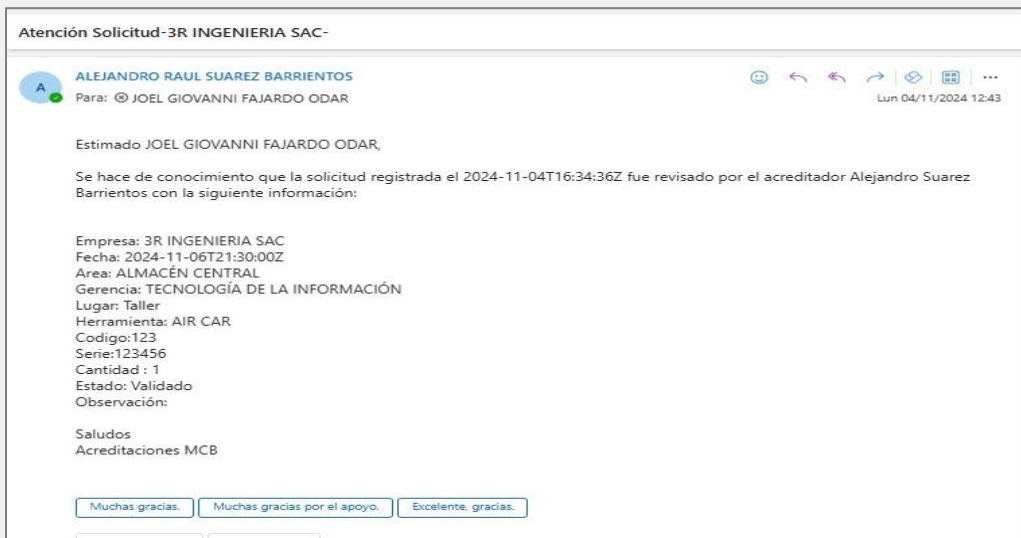 Atención Solicitud-3R INGENIERIA SAC-
A
ALEJANDRO RAUL SUAREZ BARRIENTOS
Para: JOEL GIOVANNI FAJARDO ODAR
Lun 04/11/2024 12:43
Estimado JOEL GIOVANNI FAJARDO ODAR,
Se hace de conocimiento que la solicitud registrada el 2024-11-04T16:34:36Z fue revisado por el acreditador Alejandro Suarez
Barrientos con la siguiente información:
Empresa: 3R INGENIERIA SAC
Fecha: 2024-11-06T21:30:00Z
Area: ALMACÉN CENTRAL
Gerencia: TECNOLOGÍA DE LA INFORMACIÓN
Lugar: Taller
Herramienta: AIR CAR
Codigo:123
Serie:123456
Cantidad : 1
Estado: Validado
Observación:
Saludos
Acreditaciones MCB
Muchas gracias.
Muchas gracias por el apoyo.
Excelente, gracias.